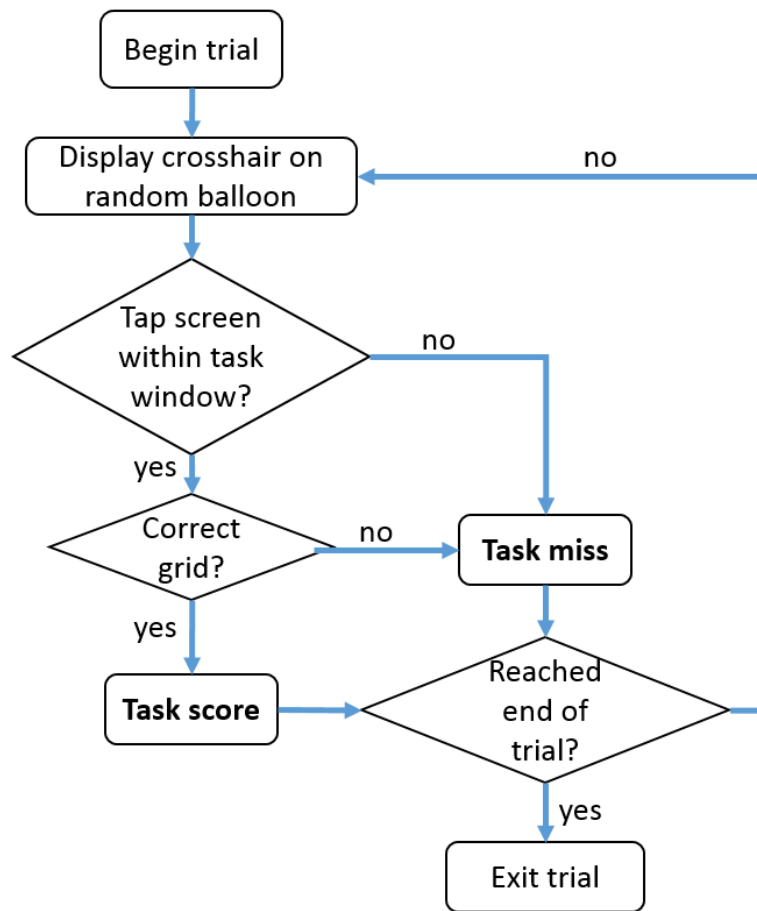 Begin trial
Display crosshair on
random balloon
no
Tap screen
within task
window?
no
yes
Correct
grid?
no
Task miss
yes
Task score
Reached
end of
trial?
yes
Exit trial